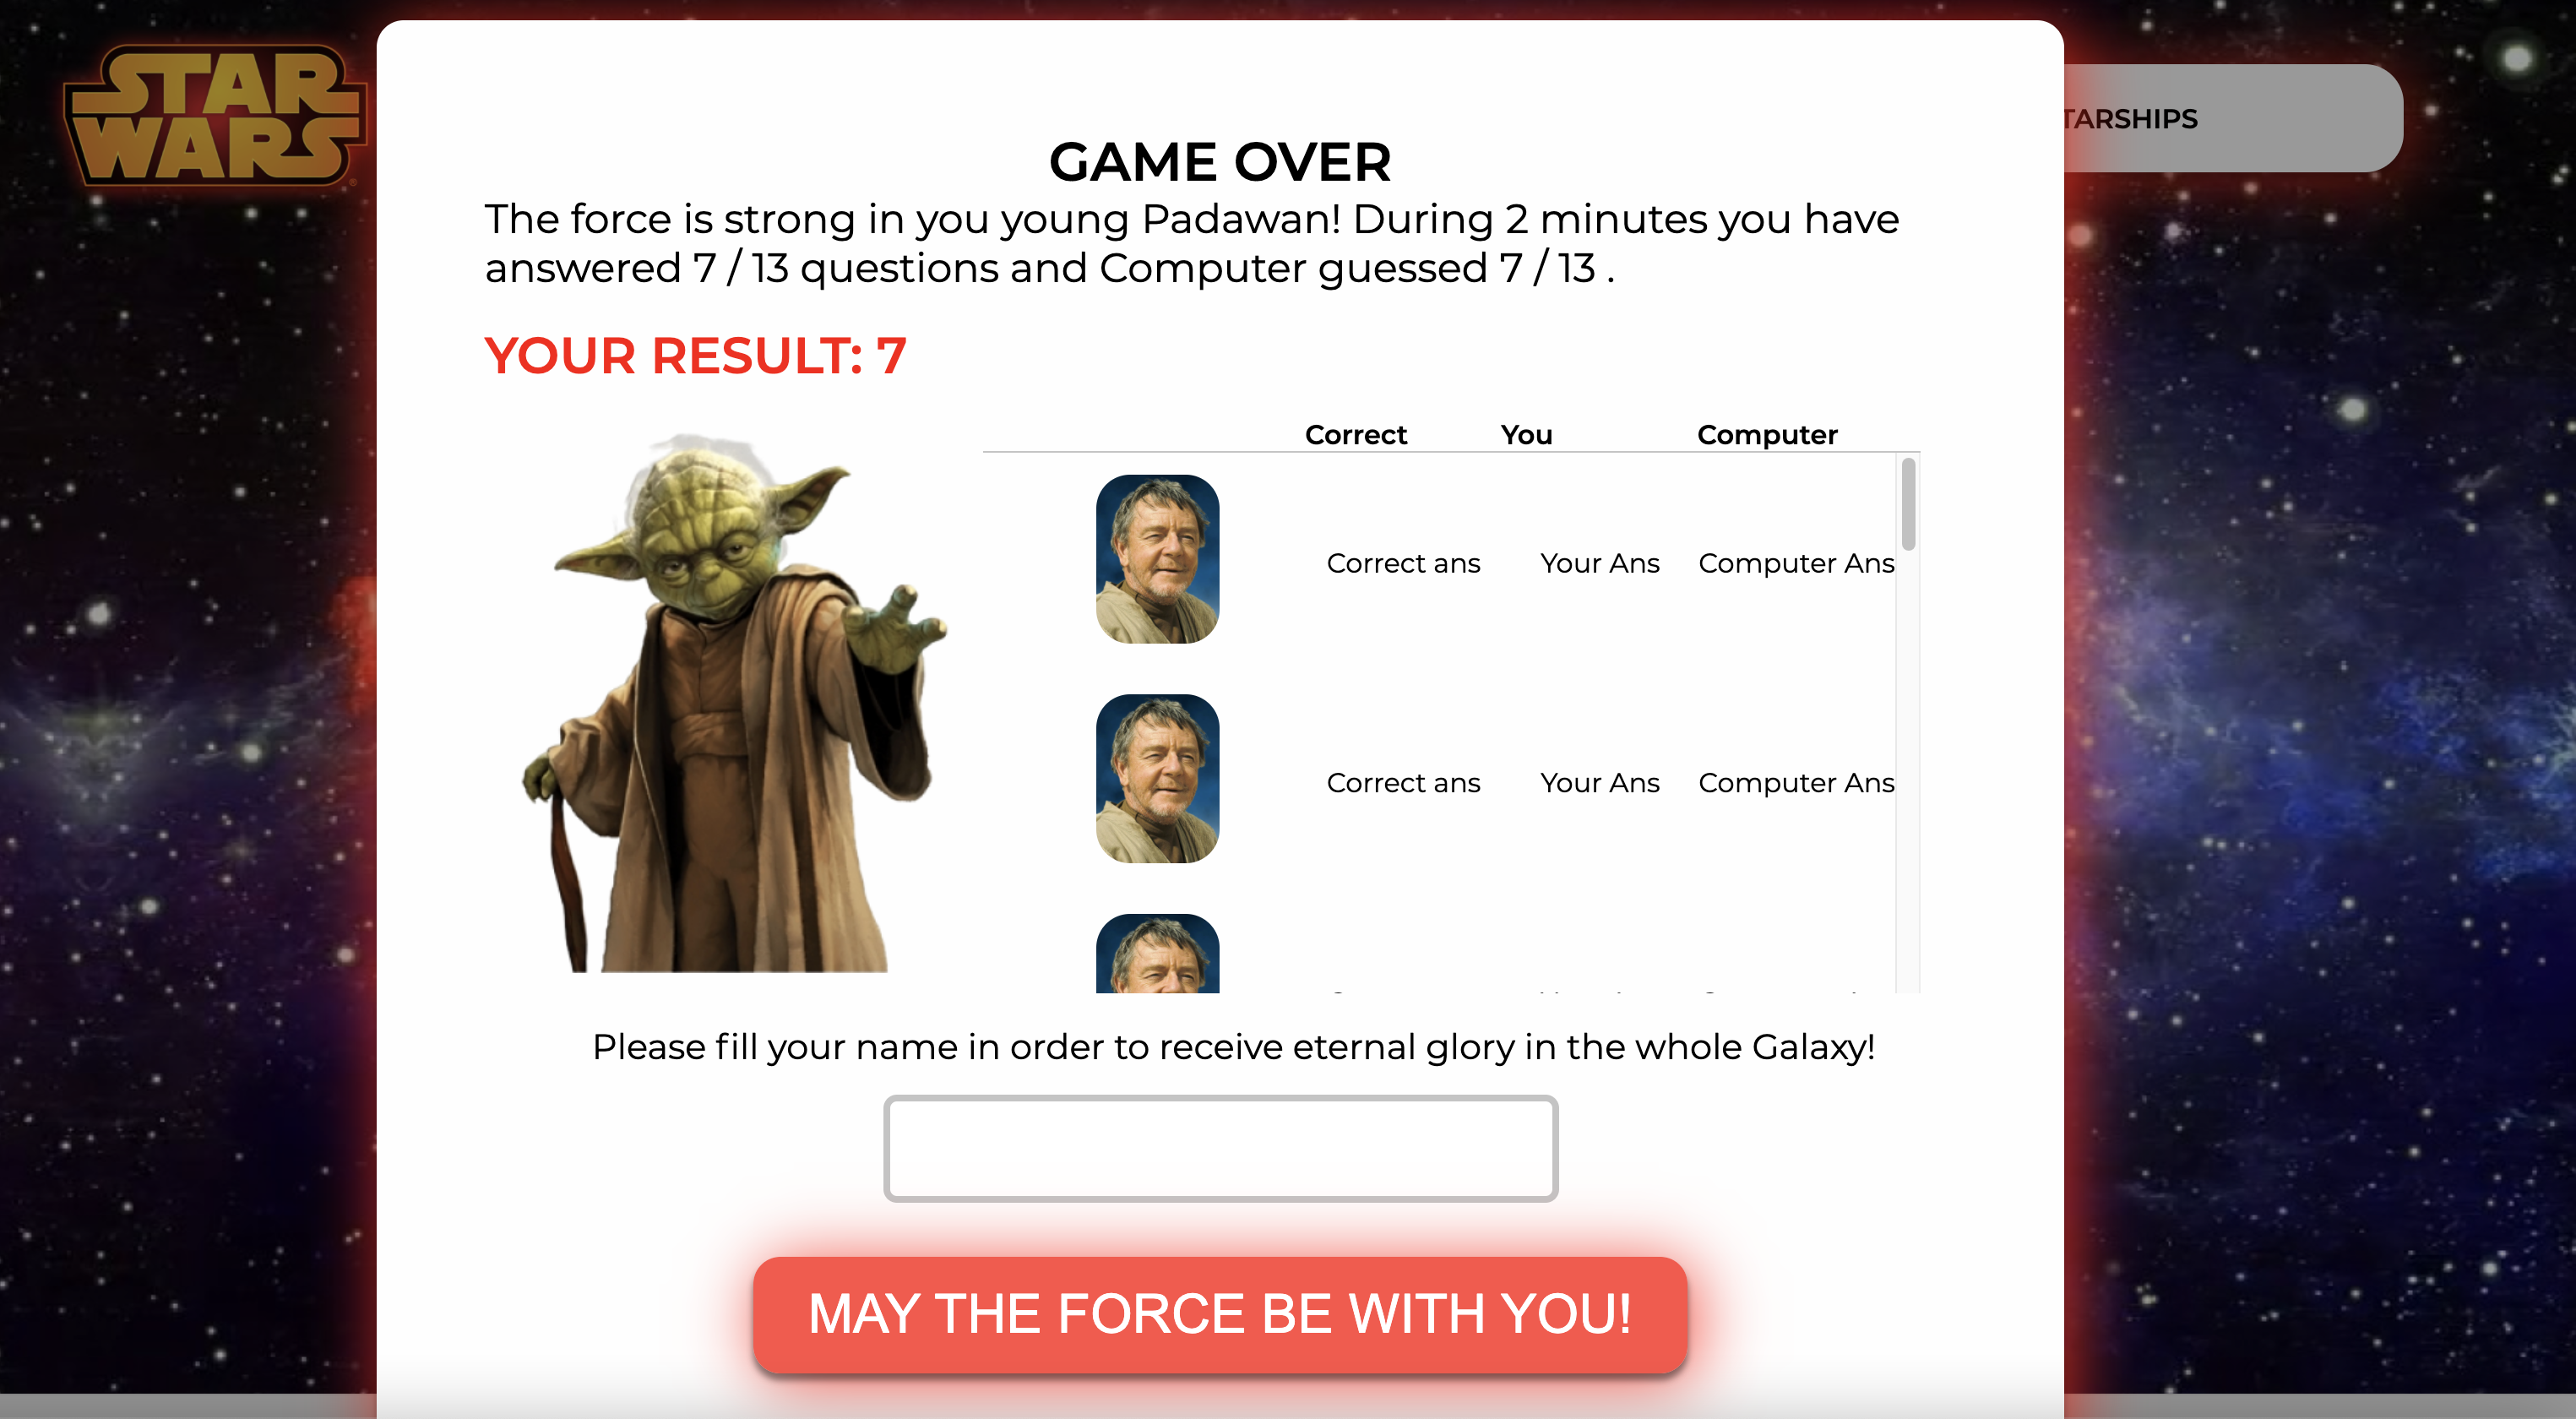 STAR
WARS
TARSHIPS
GAME OVER
The force is strong in you young Padawan! During 2 minutes you have
answered 7 / 13 questions and Computer guessed 7 / 13 .
YOUR RESULT: 7
Correct You Computer
Correct ans Your Ans Computer Ans
Correct ans Your Ans Computer Ans
Please fill your name in order to receive eternal glory in the whole Galaxy!
MAY THE FORCE BE WITH YOU!